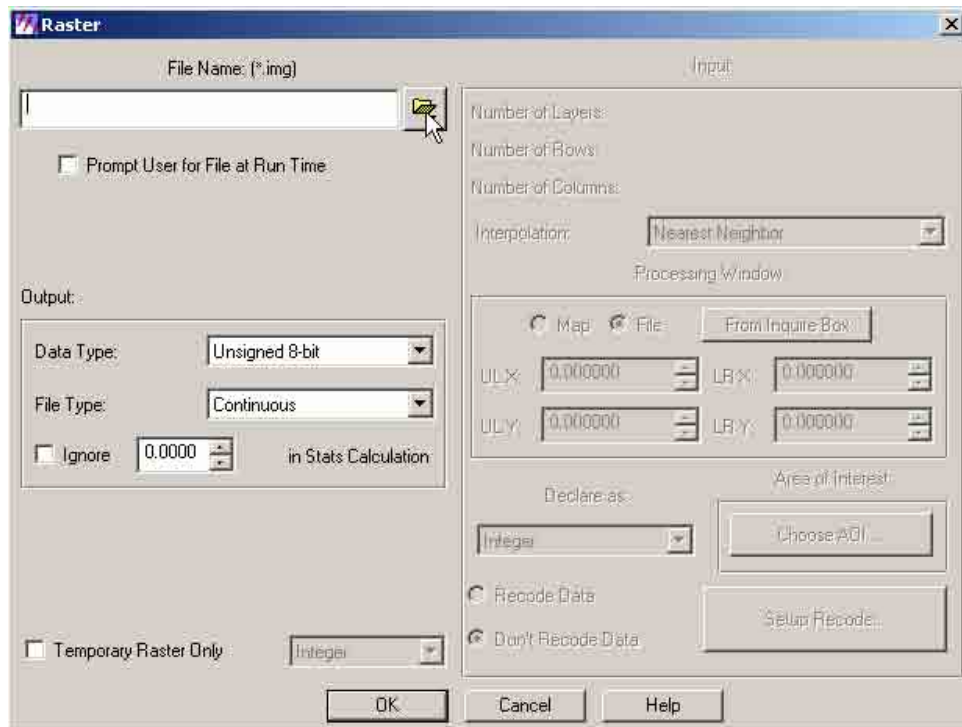 Raster
File Name: (*.img)
Prompt User for File at Run Time
Output:
Data Type: Unsigned 8-bit
File Type: Continuous
Ignore 0.0000 in Stats Calculation
Temporary Raster Only Integer
Input:
Number of Layers:
Number of Rows:
Number of Columns:
Interpolation: Nearest Neighbor
Processing Window:
Map File From Inquire Box
UL X: 0.000000 LR X: 0.000000
UL Y: 0.000000 LR Y: 0.000000
Declare as:
Integer
Area of Interest:
Choose AOI ...
Recode Data
Don't Recode Data
Setup Recode...
OK Cancel Help